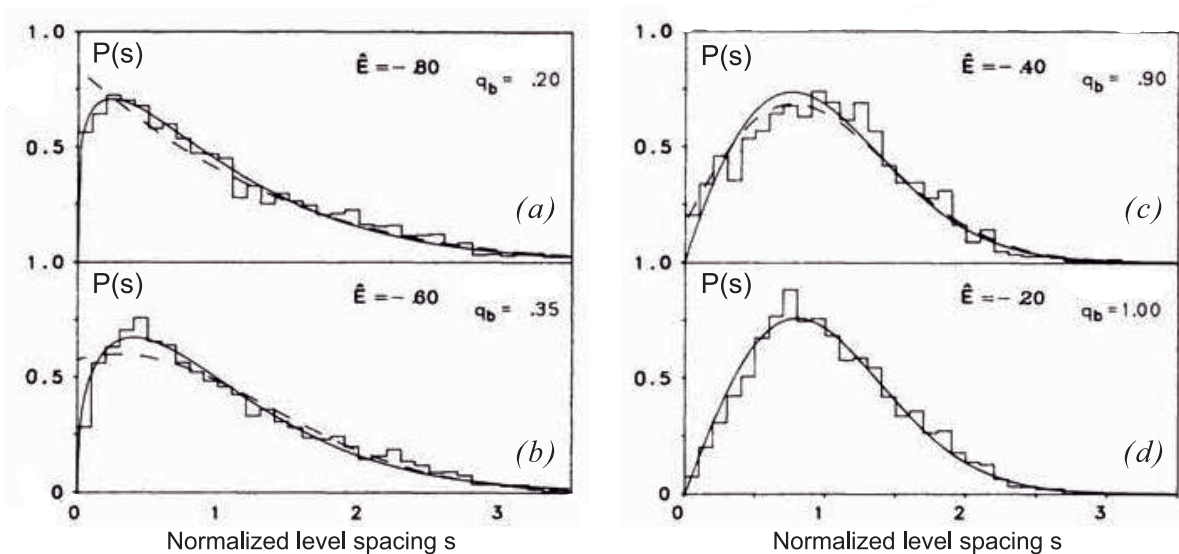 1.0
P(s)
Ê = -.80
q_b = .20
0.5
(a)
1.0
P(s)
Ê = -.60
q_b = .35
0.5
(b)
0
0 1 2 3
Normalized level spacing s
1.0
P(s)
Ê = -.40
q_b = .90
0.5
(c)
1.0
P(s)
Ê = -.20
q_b = 1.00
0.5
(d)
0
0 1 2 3
Normalized level spacing s